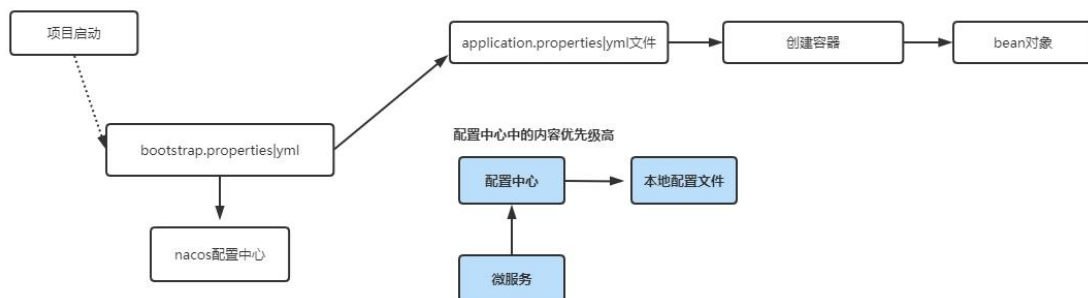 项目启动
application.properties|yml文件
创建容器
bean对象
bootstrap.properties|yml
配置中心中的内容优先级高
配置中心
本地配置文件
nacos配置中心
微服务